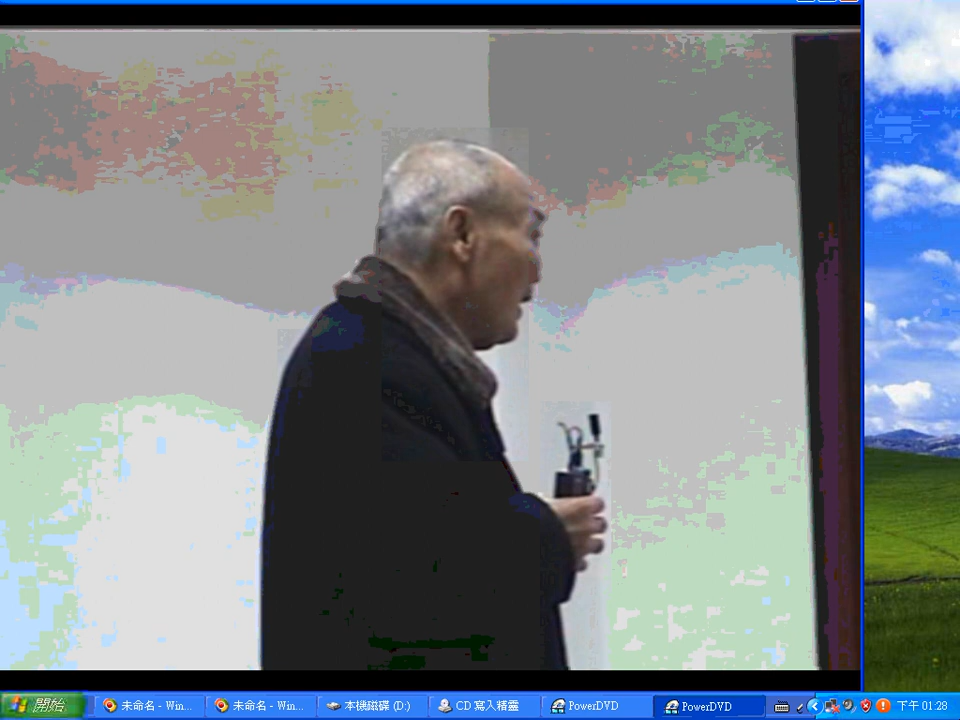 開始
未命名 - Win...
未命名 - Win...
本機磁碟 (D:)
CD 寫入精靈
PowerDVD
PowerDVD
下午 01:28